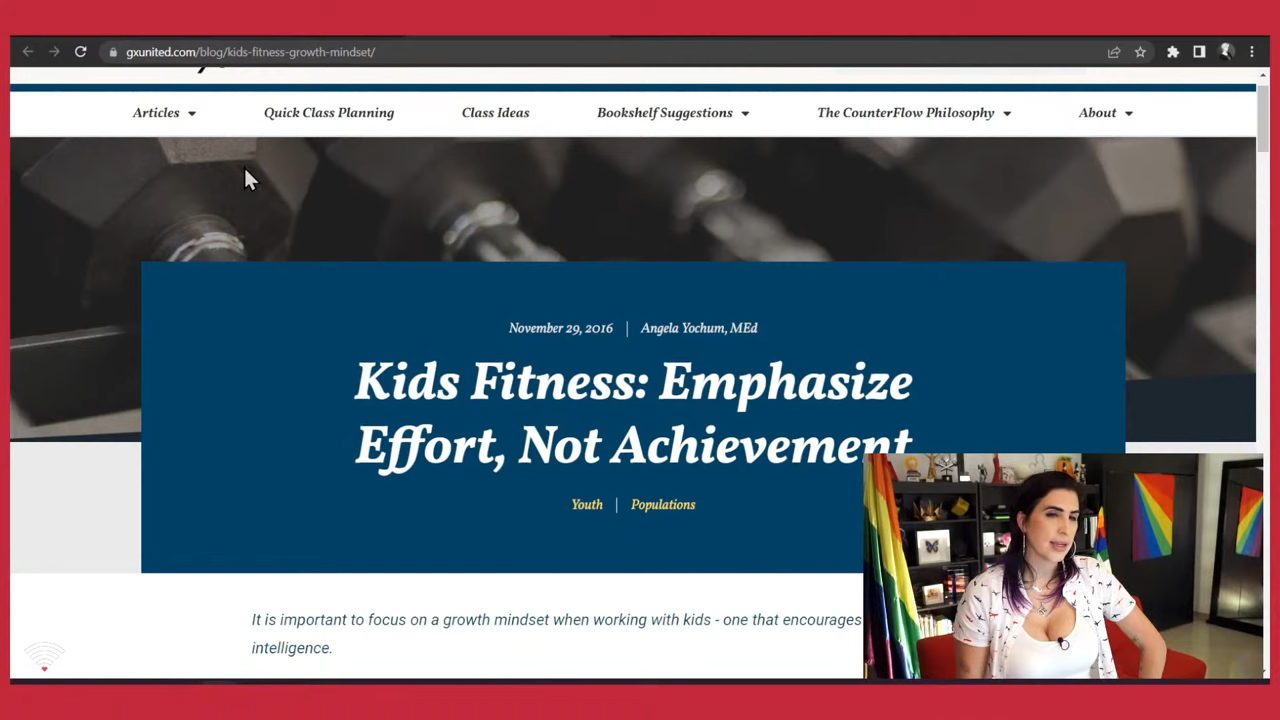 gxunited.com/blog/kids-fitness-growth-mindset/
Articles Quick Class Planning Class Ideas Bookshelf Suggestions The CounterFlow Philosophy About
November 29, 2016 | Angela Yochum, MEd
Kids Fitness: Emphasize
Effort, Not Achievement
Youth | Populations
It is important to focus on a growth mindset when working with kids - one that encourages
intelligence.